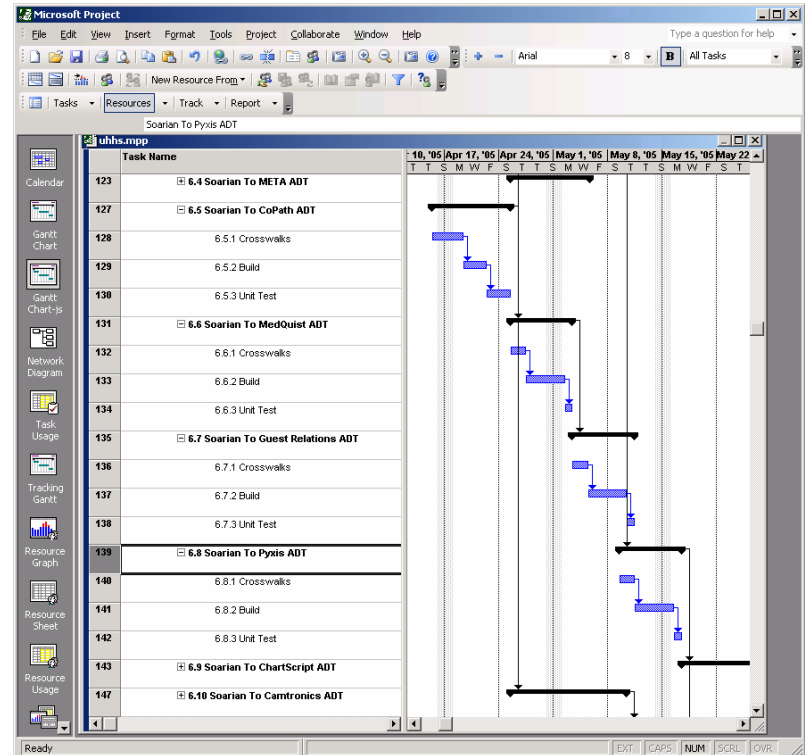 Microsoft Project
File Edit View Insert Format Tools Project Collaborate Window Help Type a question for help
Arial 8 B All Tasks
New Resource From
Tasks Resources Track Report
Soarian To Pyxis ADT
uhhs.mpp
Task Name
10, '05 Apr 17, '05 Apr 24, '05 May 1, '05 May 8, '05 May 15, '05 May 22
T T S M W F S T T S M W F S T T S M W F S T
123 6.4 Soarian To META ADT
127 6.5 Soarian To CoPath ADT
128 6.5.1 Crosswalks
129 6.5.2 Build
130 6.5.3 Unit Test
131 6.6 Soarian To MedQuist ADT
132 6.6.1 Crosswalks
133 6.6.2 Build
134 6.6.3 Unit Test
135 6.7 Soarian To Guest Relations ADT
136 6.7.1 Crosswalks
137 6.7.2 Build
138 6.7.3 Unit Test
139 6.8 Soarian To Pyxis ADT
140 6.8.1 Crosswalks
141 6.8.2 Build
142 6.8.3 Unit Test
143 6.9 Soarian To ChartScript ADT
147 6.10 Soarian To Camtronics ADT
Calendar
Gantt
Chart
Gantt
Chart-js
Network
Diagram
Task
Usage
Tracking
Gantt
Resource
Graph
Resource
Sheet
Resource
Usage
Ready EXT CAPS NUM SCRL OVR